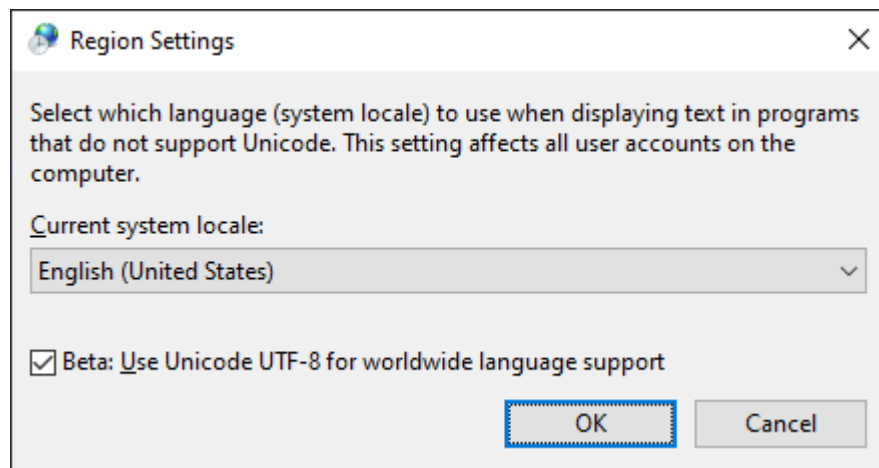 Region Settings
Select which language (system locale) to use when displaying text in programs
that do not support Unicode. This setting affects all user accounts on the
computer.
Current system locale:
English (United States)
Beta: Use Unicode UTF-8 for worldwide language support
OK Cancel